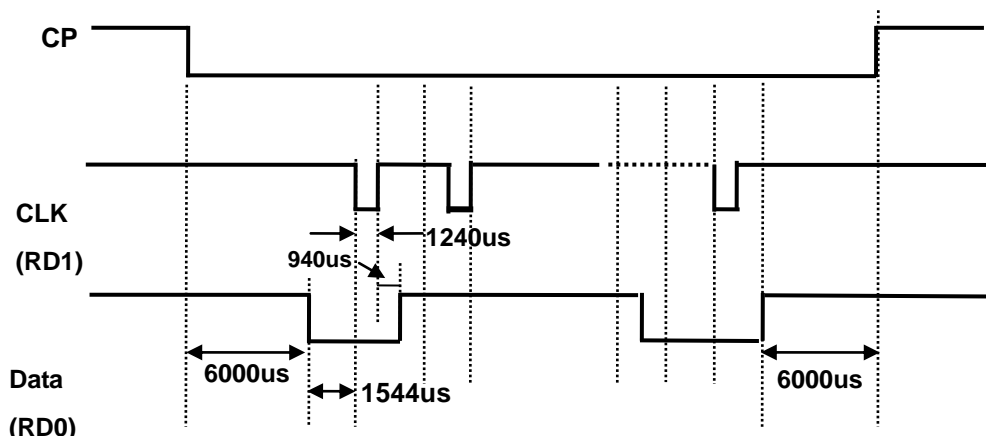 CP
CLK
(RD1)
1240us
940us
6000us
6000us
Data
1544us
(RD0)